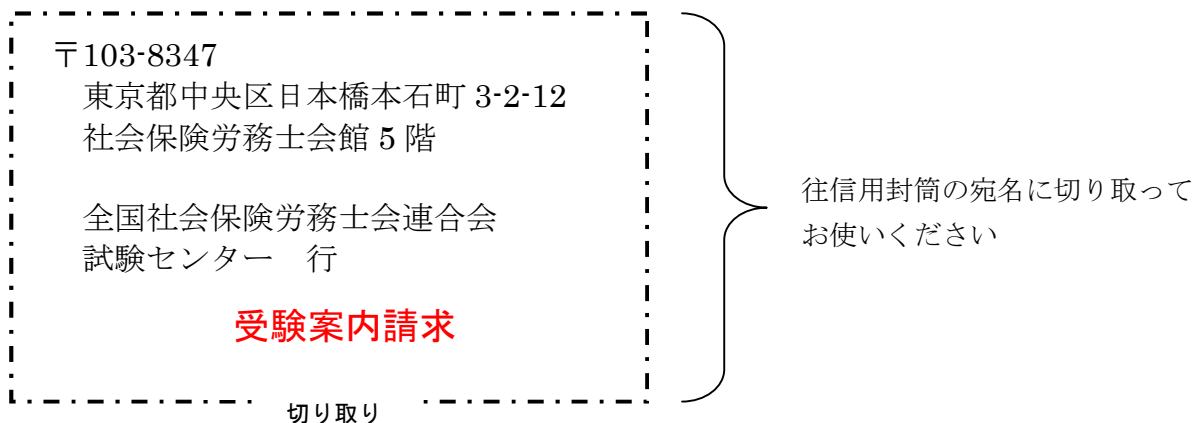 〒103-8347
東京都中央区日本橋本石町 3-2-12
社会保険労務士会館 5 階
全国社会保険労務士会連合会
試験センター　行
受験案内請求
切り取り
往信用封筒の宛名に切り取って
お使いください